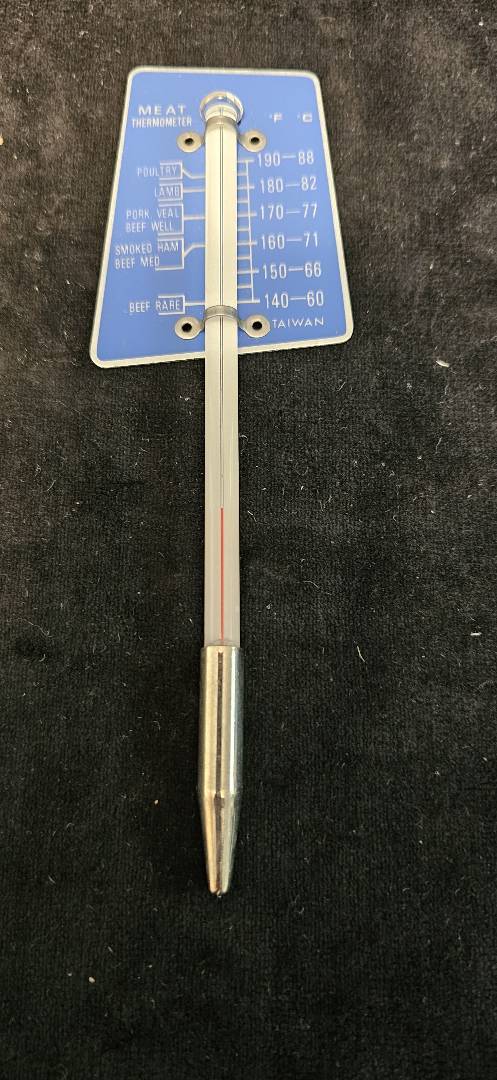 MEAT
THERMOMETER
°F °C
POULTRY
LAMB
PORK VEAL
BEEF WELL
SMOKED HAM
BEEF MED
BEEF RARE
190—88
180—82
170—77
160—71
150—66
140—60
TAIWAN